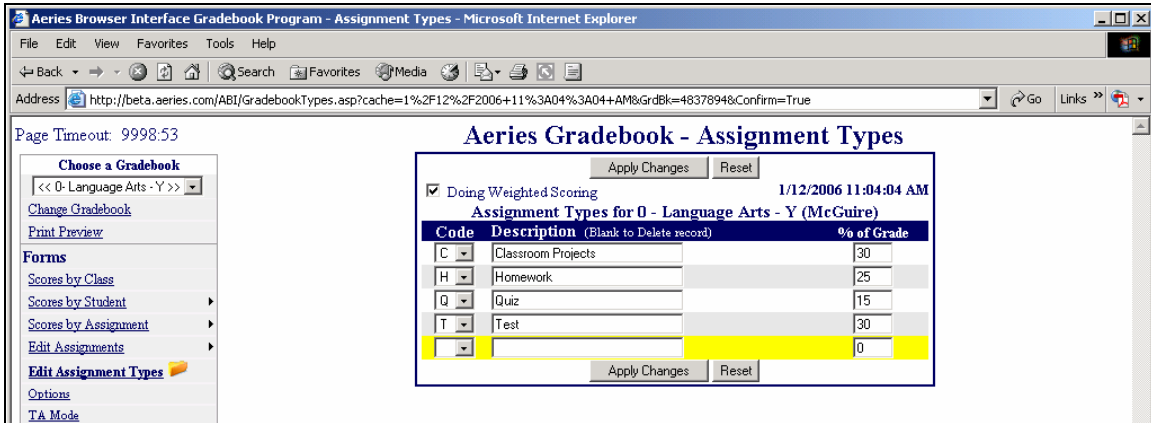 Aeries Browser Interface Gradebook Program - Assignment Types - Microsoft Internet Explorer
File Edit View Favorites Tools Help
Back Search Favorites Media
Address http://beta.aeries.com/ABI/GradebookTypes.asp?cache=1%2F12%2F2006+11%3A04%3A04+AM&GrdBk=4837894&Confirm=True Go Links »
Page Timeout: 9998:53
Choose a Gradebook
<< 0- Language Arts - Y >>
Change Gradebook
Print Preview
Forms
Scores by Class
Scores by Student
Scores by Assignment
Edit Assignments
Edit Assignment Types
Options
TA Mode
Aeries Gradebook - Assignment Types
Apply Changes Reset
Doing Weighted Scoring 1/12/2006 11:04:04 AM
Assignment Types for 0 - Language Arts - Y (McGuire)
Code Description (Blank to Delete record) % of Grade
C Classroom Projects 30
H Homework 25
Q Quiz 15
T Test 30
0
Apply Changes Reset